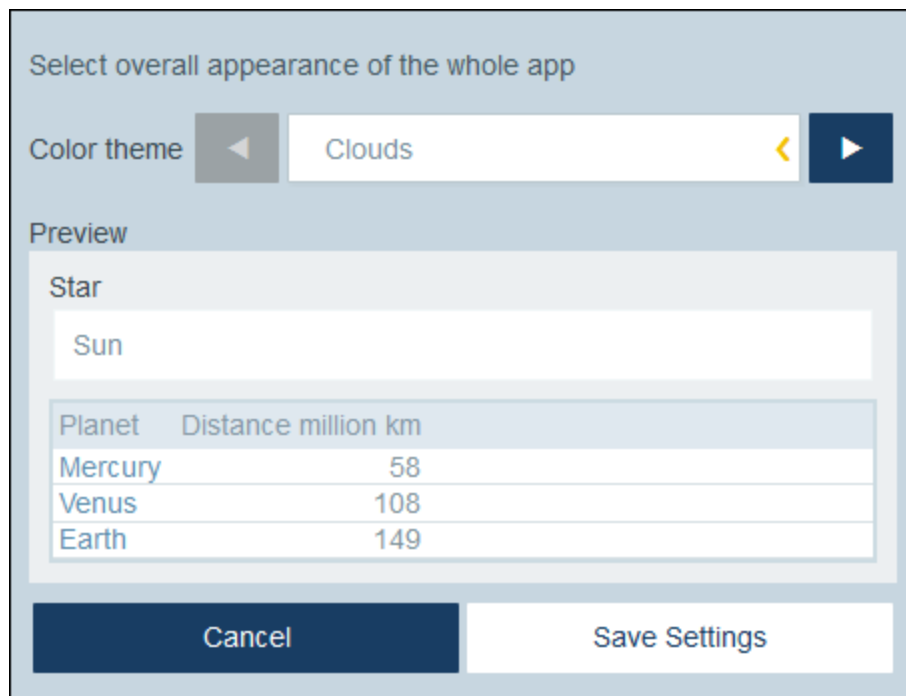 Select overall appearance of the whole app
Color theme Clouds
Preview
Star
Sun
Planet Distance million km
Mercury 58
Venus 108
Earth 149
Cancel Save Settings